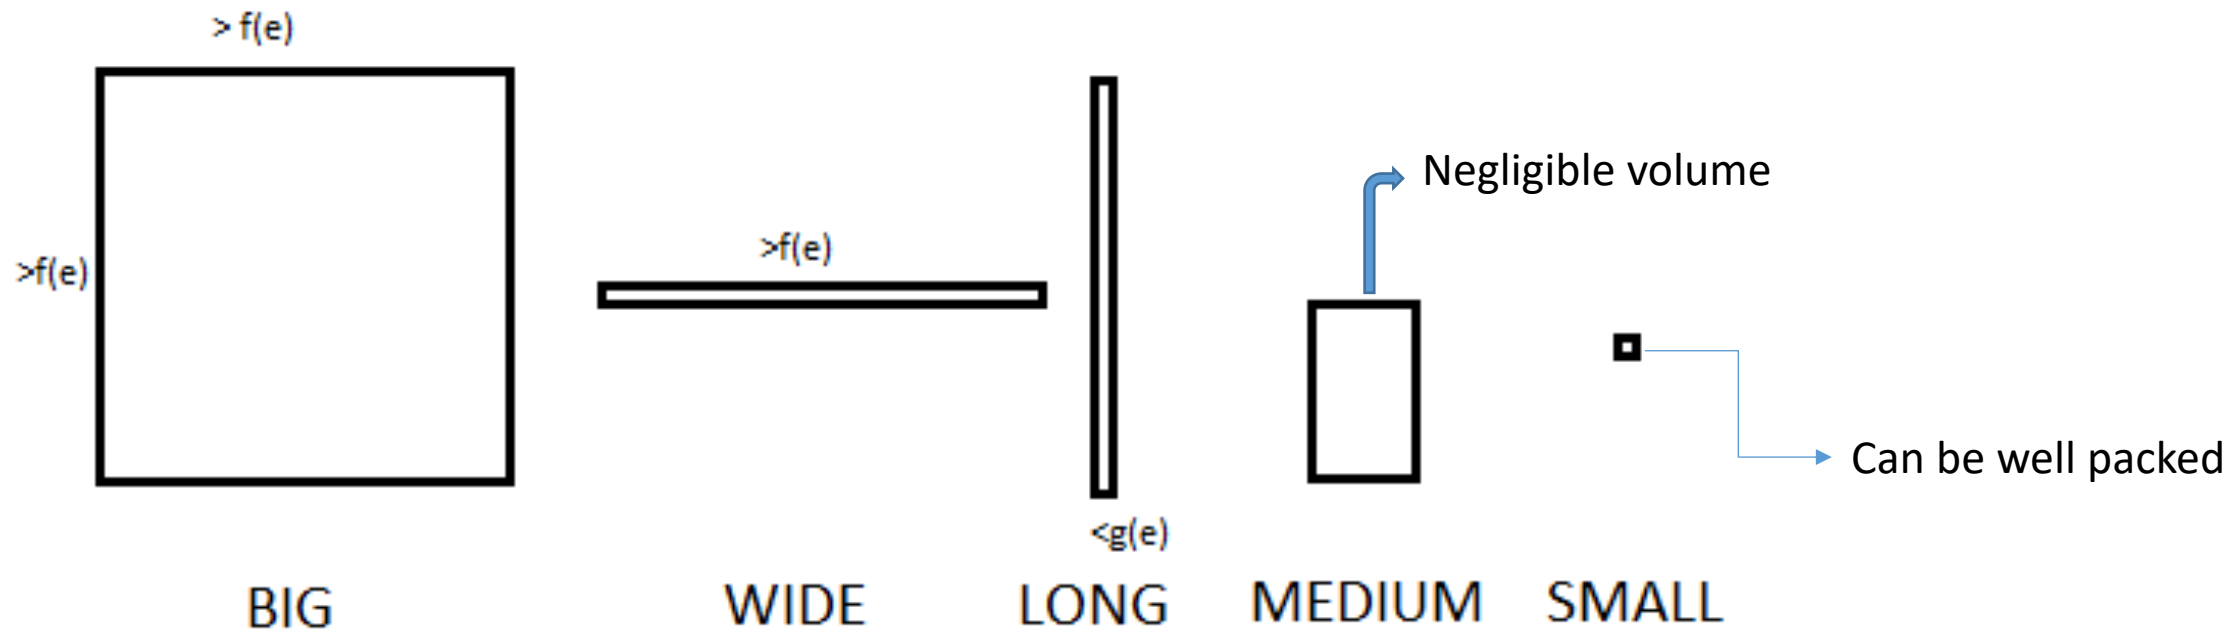 > f(e)
>f(e)
>f(e)
<g(e)
Negligible volume
Can be well packed
BIG
WIDE
LONG
MEDIUM
SMALL